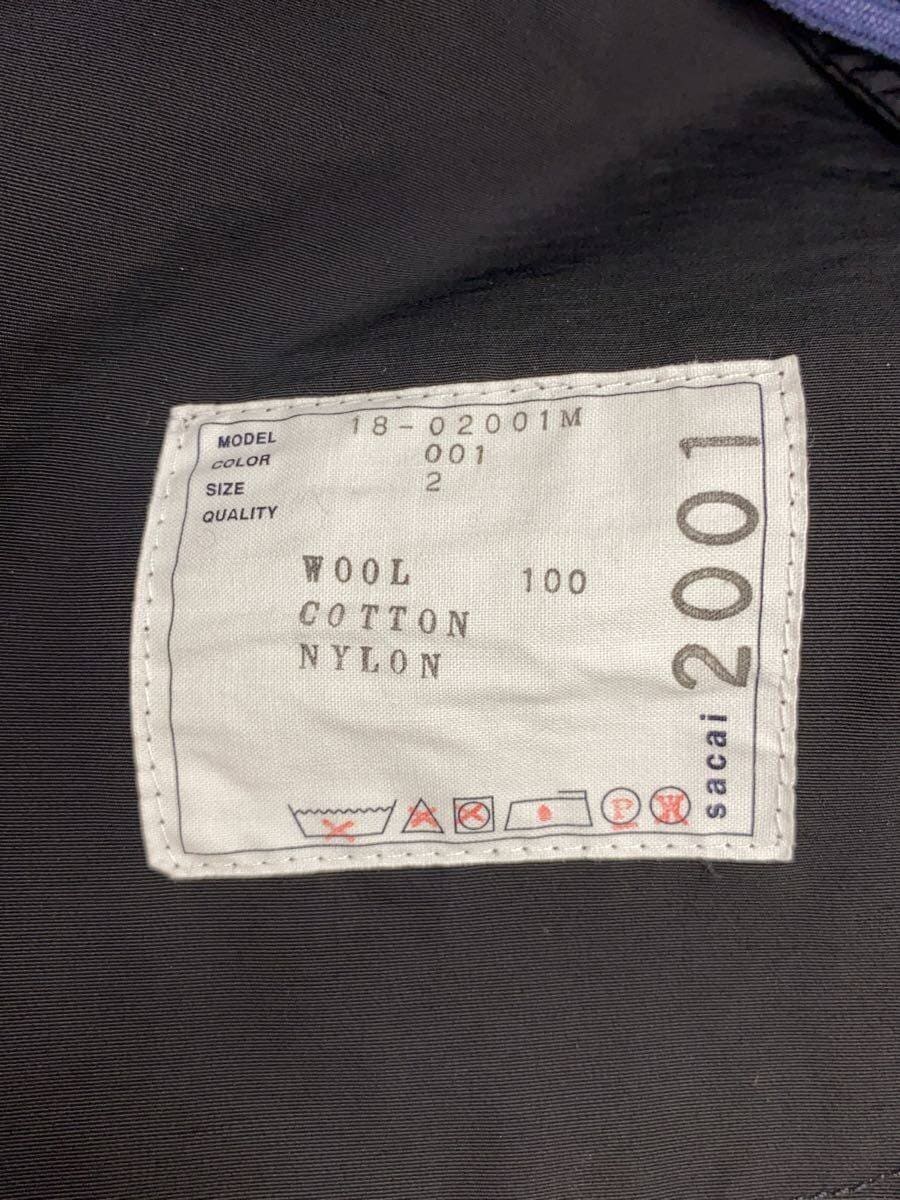 MODEL 18-02001M
COLOR 001
SIZE 2
QUALITY
WOOL 100
COTTON
NYLON
P W
sacai 2001